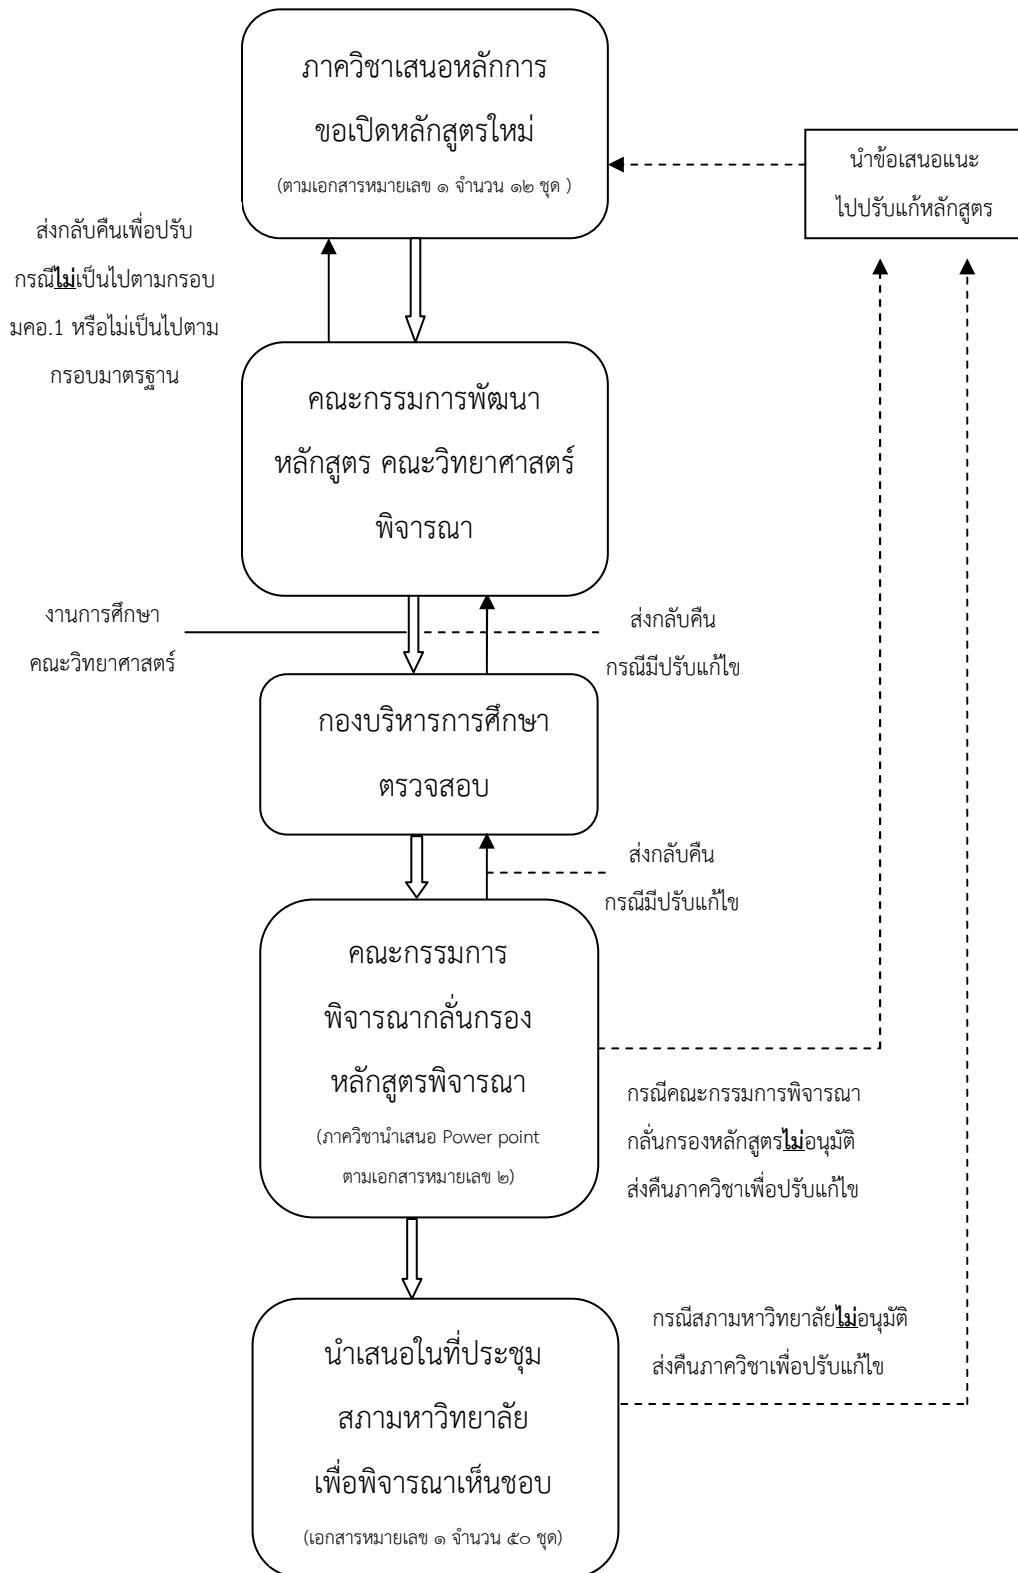 ภาควิชาเสนอหลักการ
ขอเปิดหลักสูตรใหม่
(ตามเอกสารหมายเลข ๑ จำนวน ๑๒ ชุด )
นำข้อเสนอแนะ
ไปปรับแก้หลักสูตร
ส่งกลับคืนเพื่อปรับ
กรณีไม่เป็นไปตามกรอบ
มคอ.1 หรือไม่เป็นไปตาม
กรอบมาตรฐาน
คณะกรรมการพัฒนา
หลักสูตร คณะวิทยาศาสตร์
พิจารณา
งานการศึกษา
คณะวิทยาศาสตร์
ส่งกลับคืน
กรณีมีปรับแก้ไข
กองบริหารการศึกษา
ตรวจสอบ
ส่งกลับคืน
กรณีมีปรับแก้ไข
คณะกรรมการ
พิจารณากลั่นกรอง
หลักสูตรพิจารณา
(ภาควิชานำเสนอ Power point
ตามเอกสารหมายเลข ๒)
กรณีคณะกรรมการพิจารณา
กลั่นกรองหลักสูตรไม่อนุมัติ
ส่งคืนภาควิชาเพื่อปรับแก้ไข
กรณีสภามหาวิทยาลัยไม่อนุมัติ
ส่งคืนภาควิชาเพื่อปรับแก้ไข
นำเสนอในที่ประชุม
สภามหาวิทยาลัย
เพื่อพิจารณาเห็นชอบ
(เอกสารหมายเลข ๑ จำนวน ๕๐ ชุด)